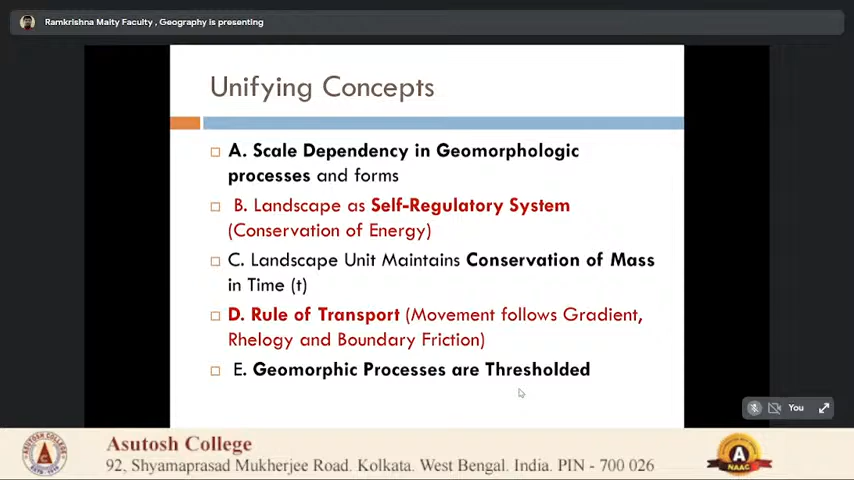 Ramkrishna Maity Faculty , Geography is presenting
Unifying Concepts
A. Scale Dependency in Geomorphologic
processes and forms
B. Landscape as Self-Regulatory System
(Conservation of Energy)
C. Landscape Unit Maintains Conservation of Mass
in Time (t)
D. Rule of Transport (Movement follows Gradient,
Rhelogy and Boundary Friction)
E. Geomorphic Processes are Thresholded
You
Asutosh College
92, Shyamaprasad Mukherjee Road. Kolkata. West Bengal. India. PIN - 700 026
A
NAAC